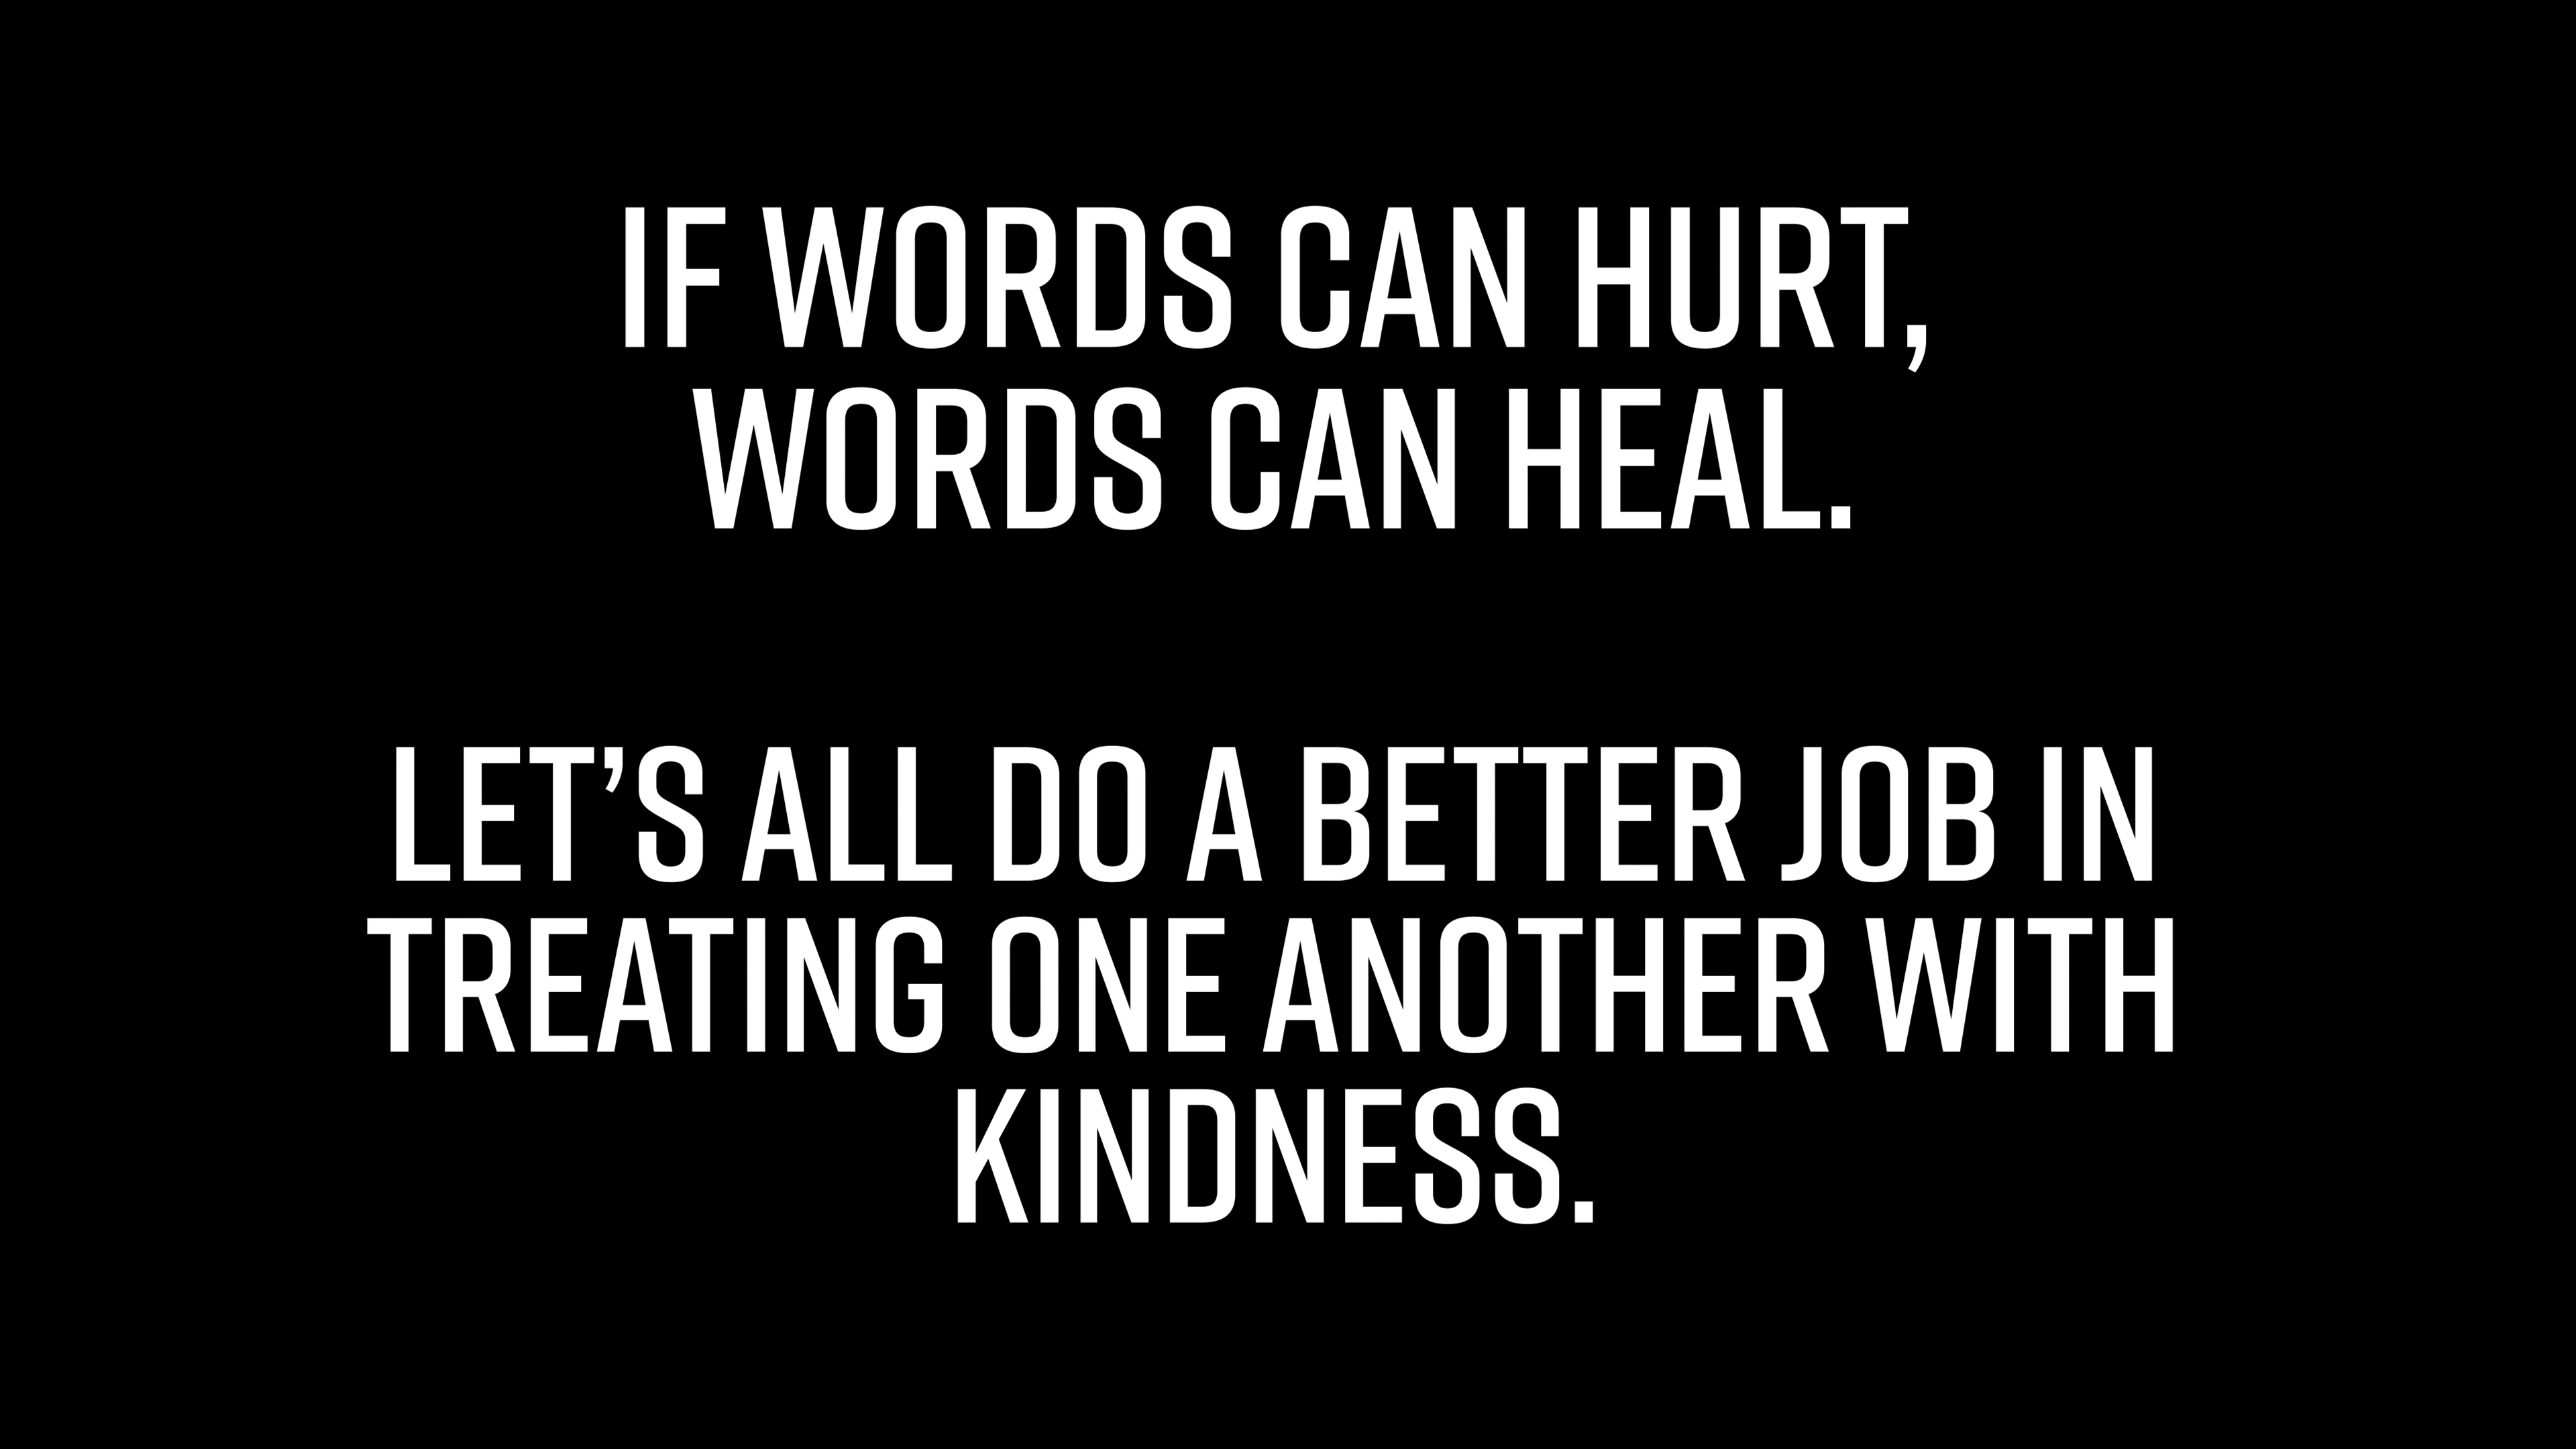 IF WORDS CAN HURT,
WORDS CAN HEAL.
LET’S ALL DO A BETTER JOB IN
TREATING ONE ANOTHER WITH
KINDNESS.